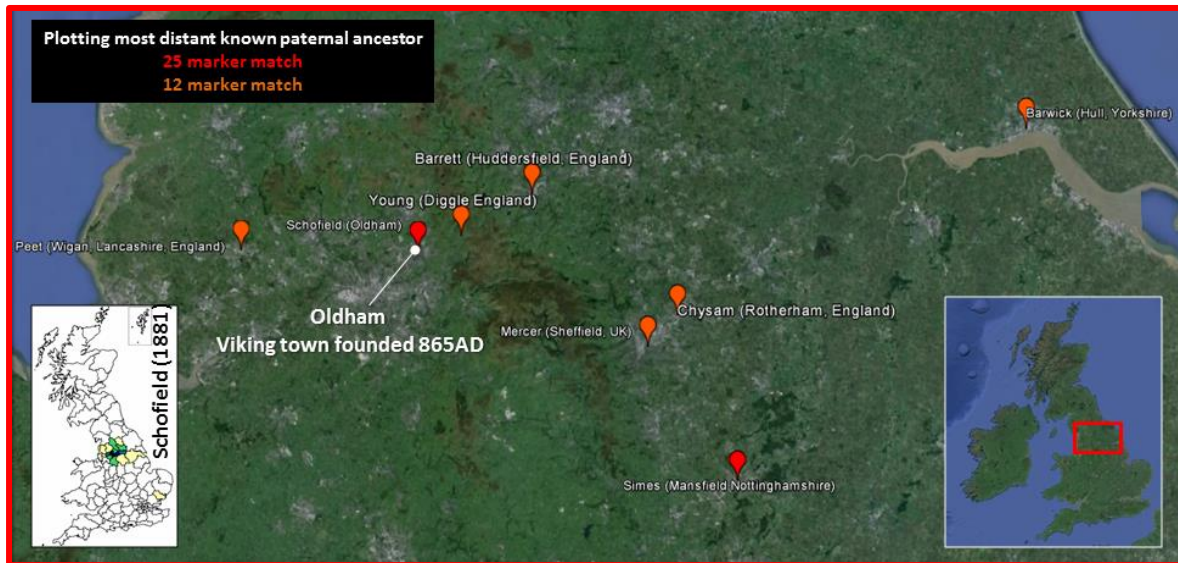 Plotting most distant known paternal ancestor
25 marker match
12 marker match
Barwick (Hull, Yorkshire)
Barrett (Huddersfield, England)
Young (Diggle England)
Schofield (Oldham)
Peet (Wigan, Lancashire, England)
Oldham
Viking town founded 865AD
Chysam (Rotherham, England)
Mercer (Sheffield, UK)
Simes (Mansfield Nottinghamshire)
Schofield (1881)